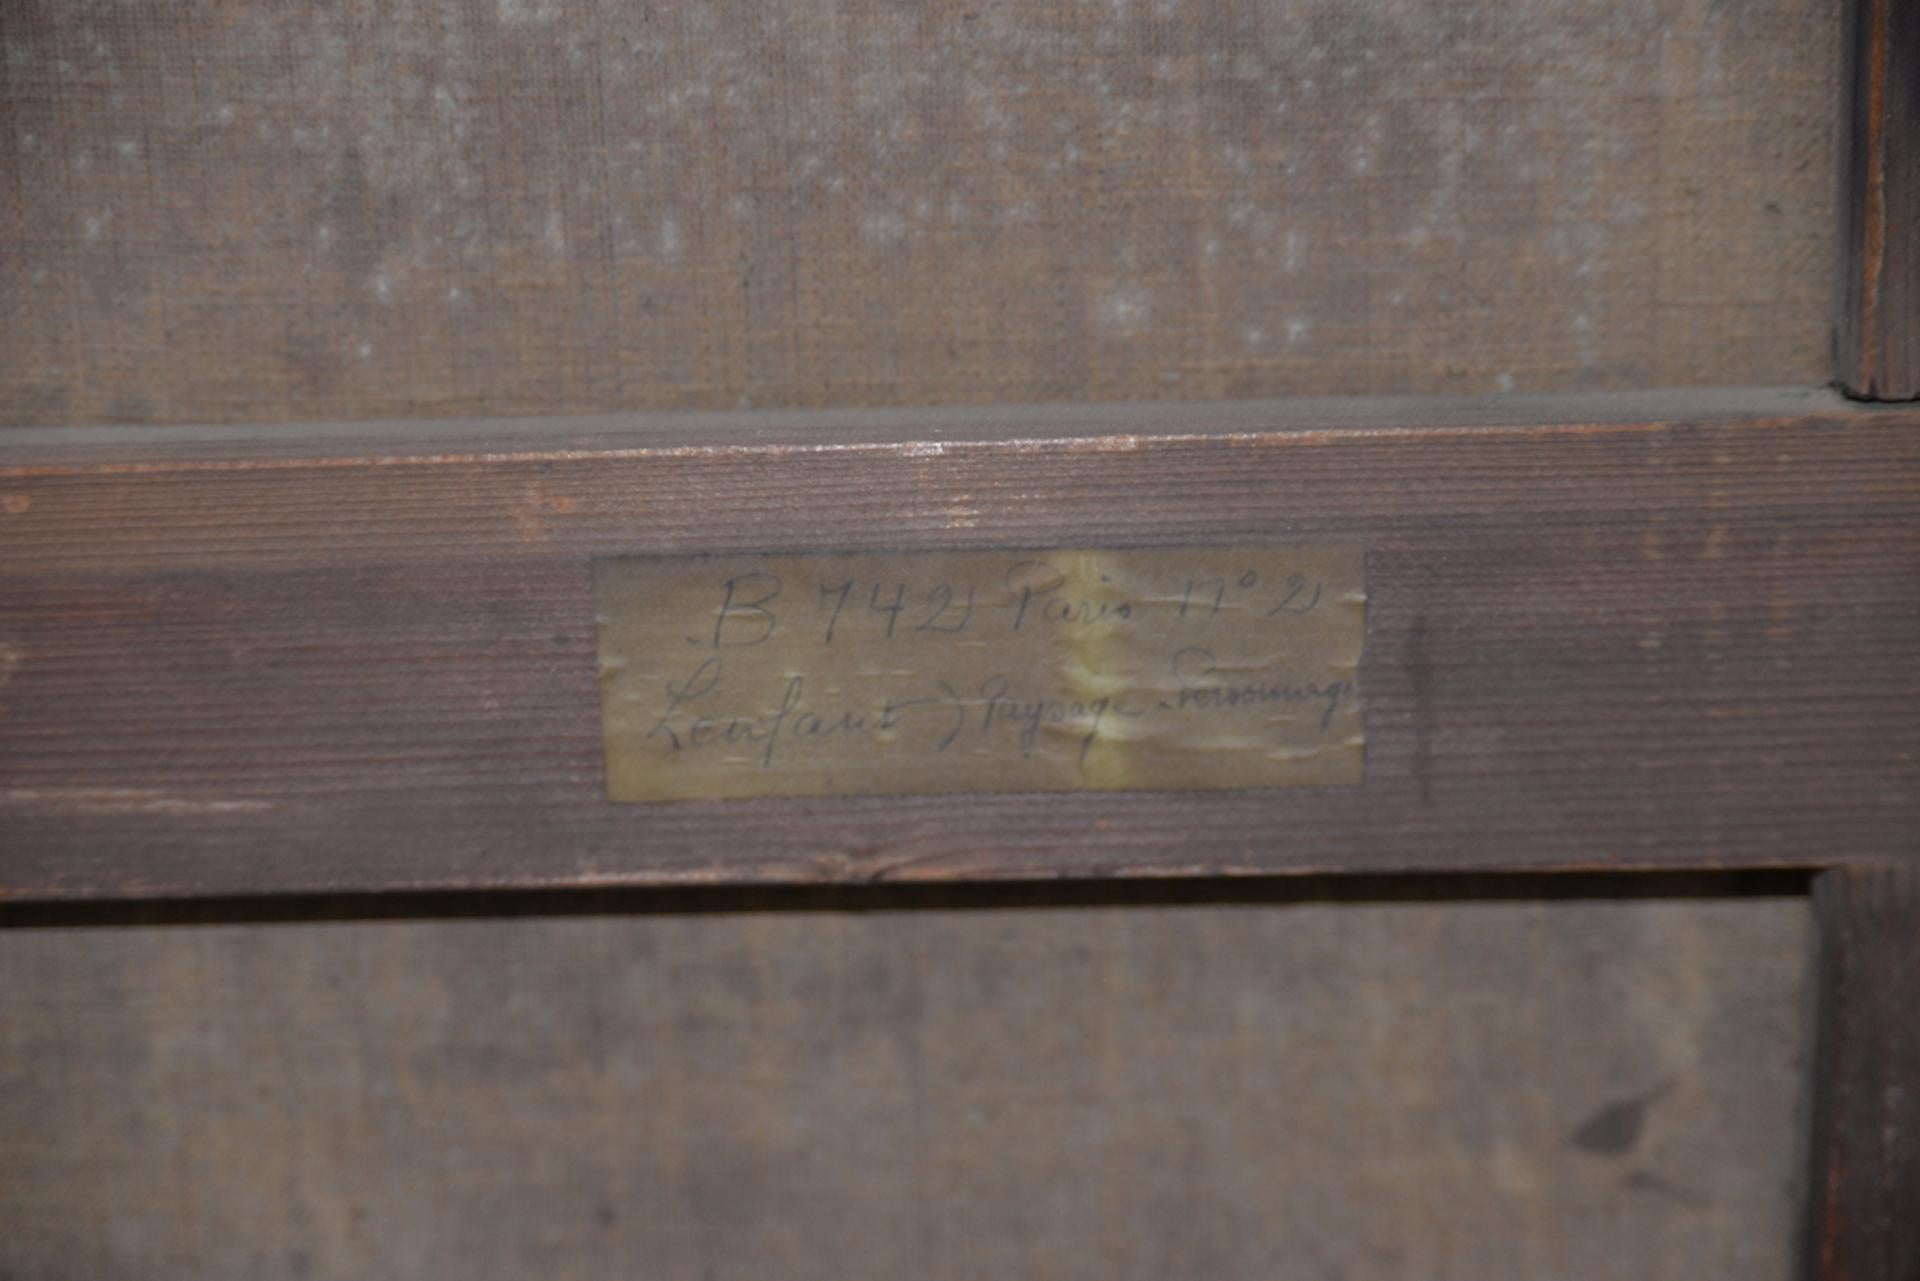 B 742 Paris N° 2
Lenfant) Paysage - Personnage